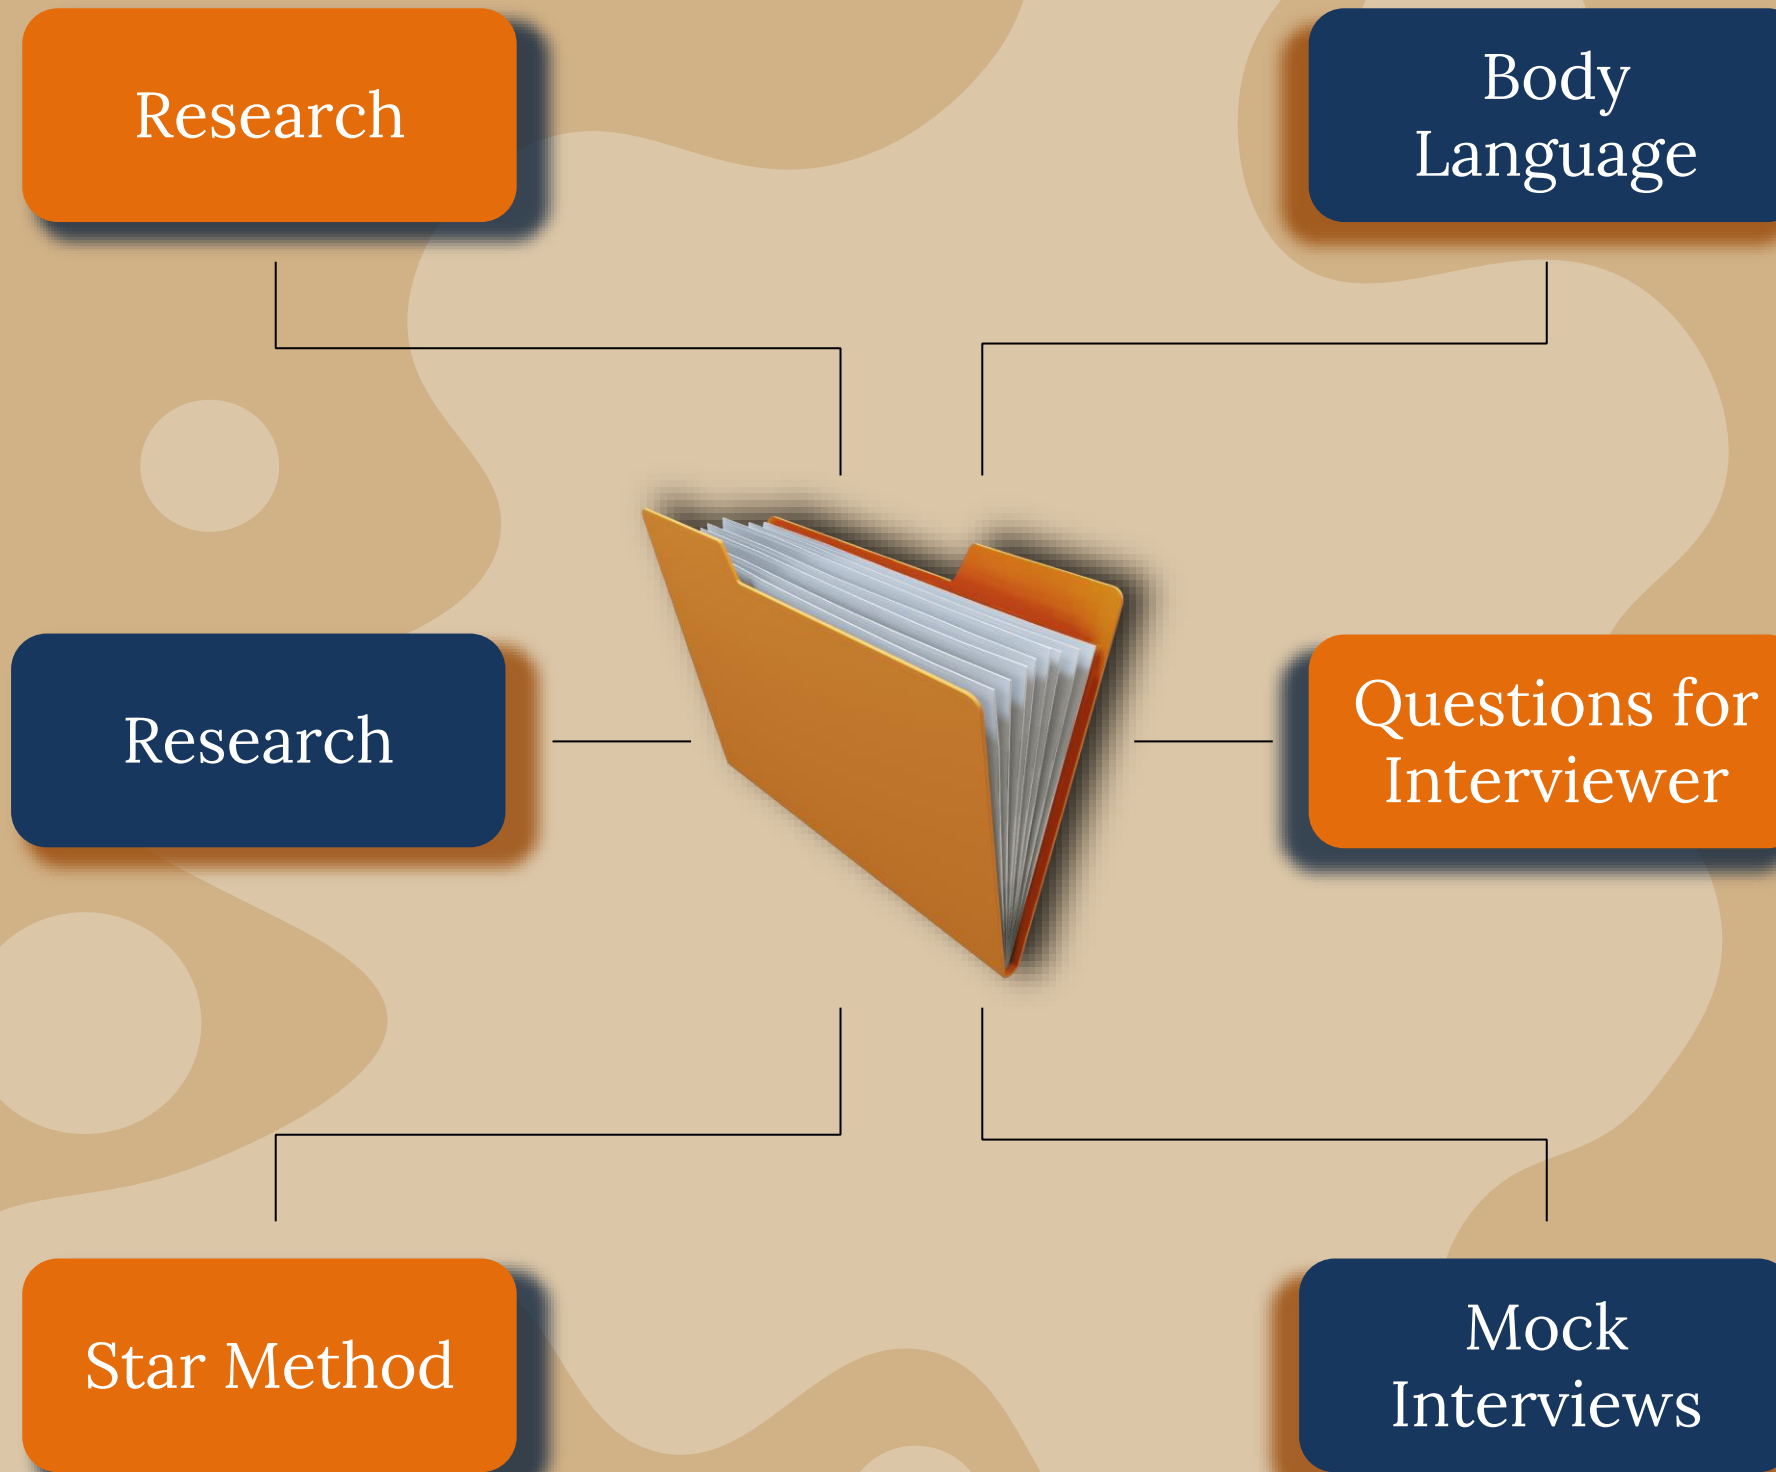 Research
Body
Language
Research
Questions for
Interviewer
Star Method
Mock
Interviews